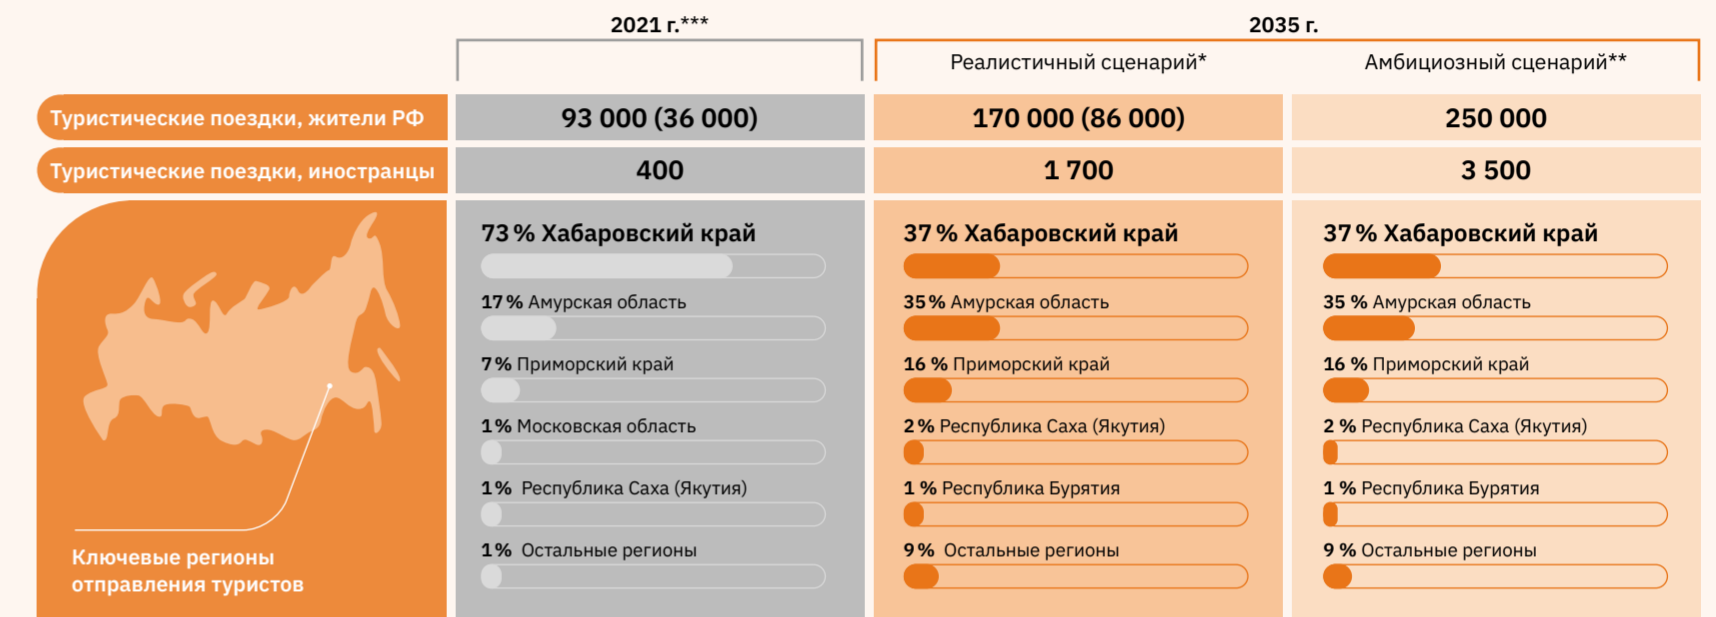 2021 г.***
2035 г.
Реалистичный сценарий*
Амбициозный сценарий**
Туристические поездки, жители РФ
93 000 (36 000)
170 000 (86 000)
250 000
Туристические поездки, иностранцы
400
1 700
3 500
Ключевые регионы
отправления туристов
73 % Хабаровский край
17 % Амурская область
7 % Приморский край
1 % Московская область
1 % Республика Саха (Якутия)
1 % Остальные регионы
37 % Хабаровский край
35 % Амурская область
16 % Приморский край
2 % Республика Саха (Якутия)
1 % Республика Бурятия
9 % Остальные регионы
37 % Хабаровский край
35 % Амурская область
16 % Приморский край
2 % Республика Саха (Якутия)
1 % Республика Бурятия
9 % Остальные регионы